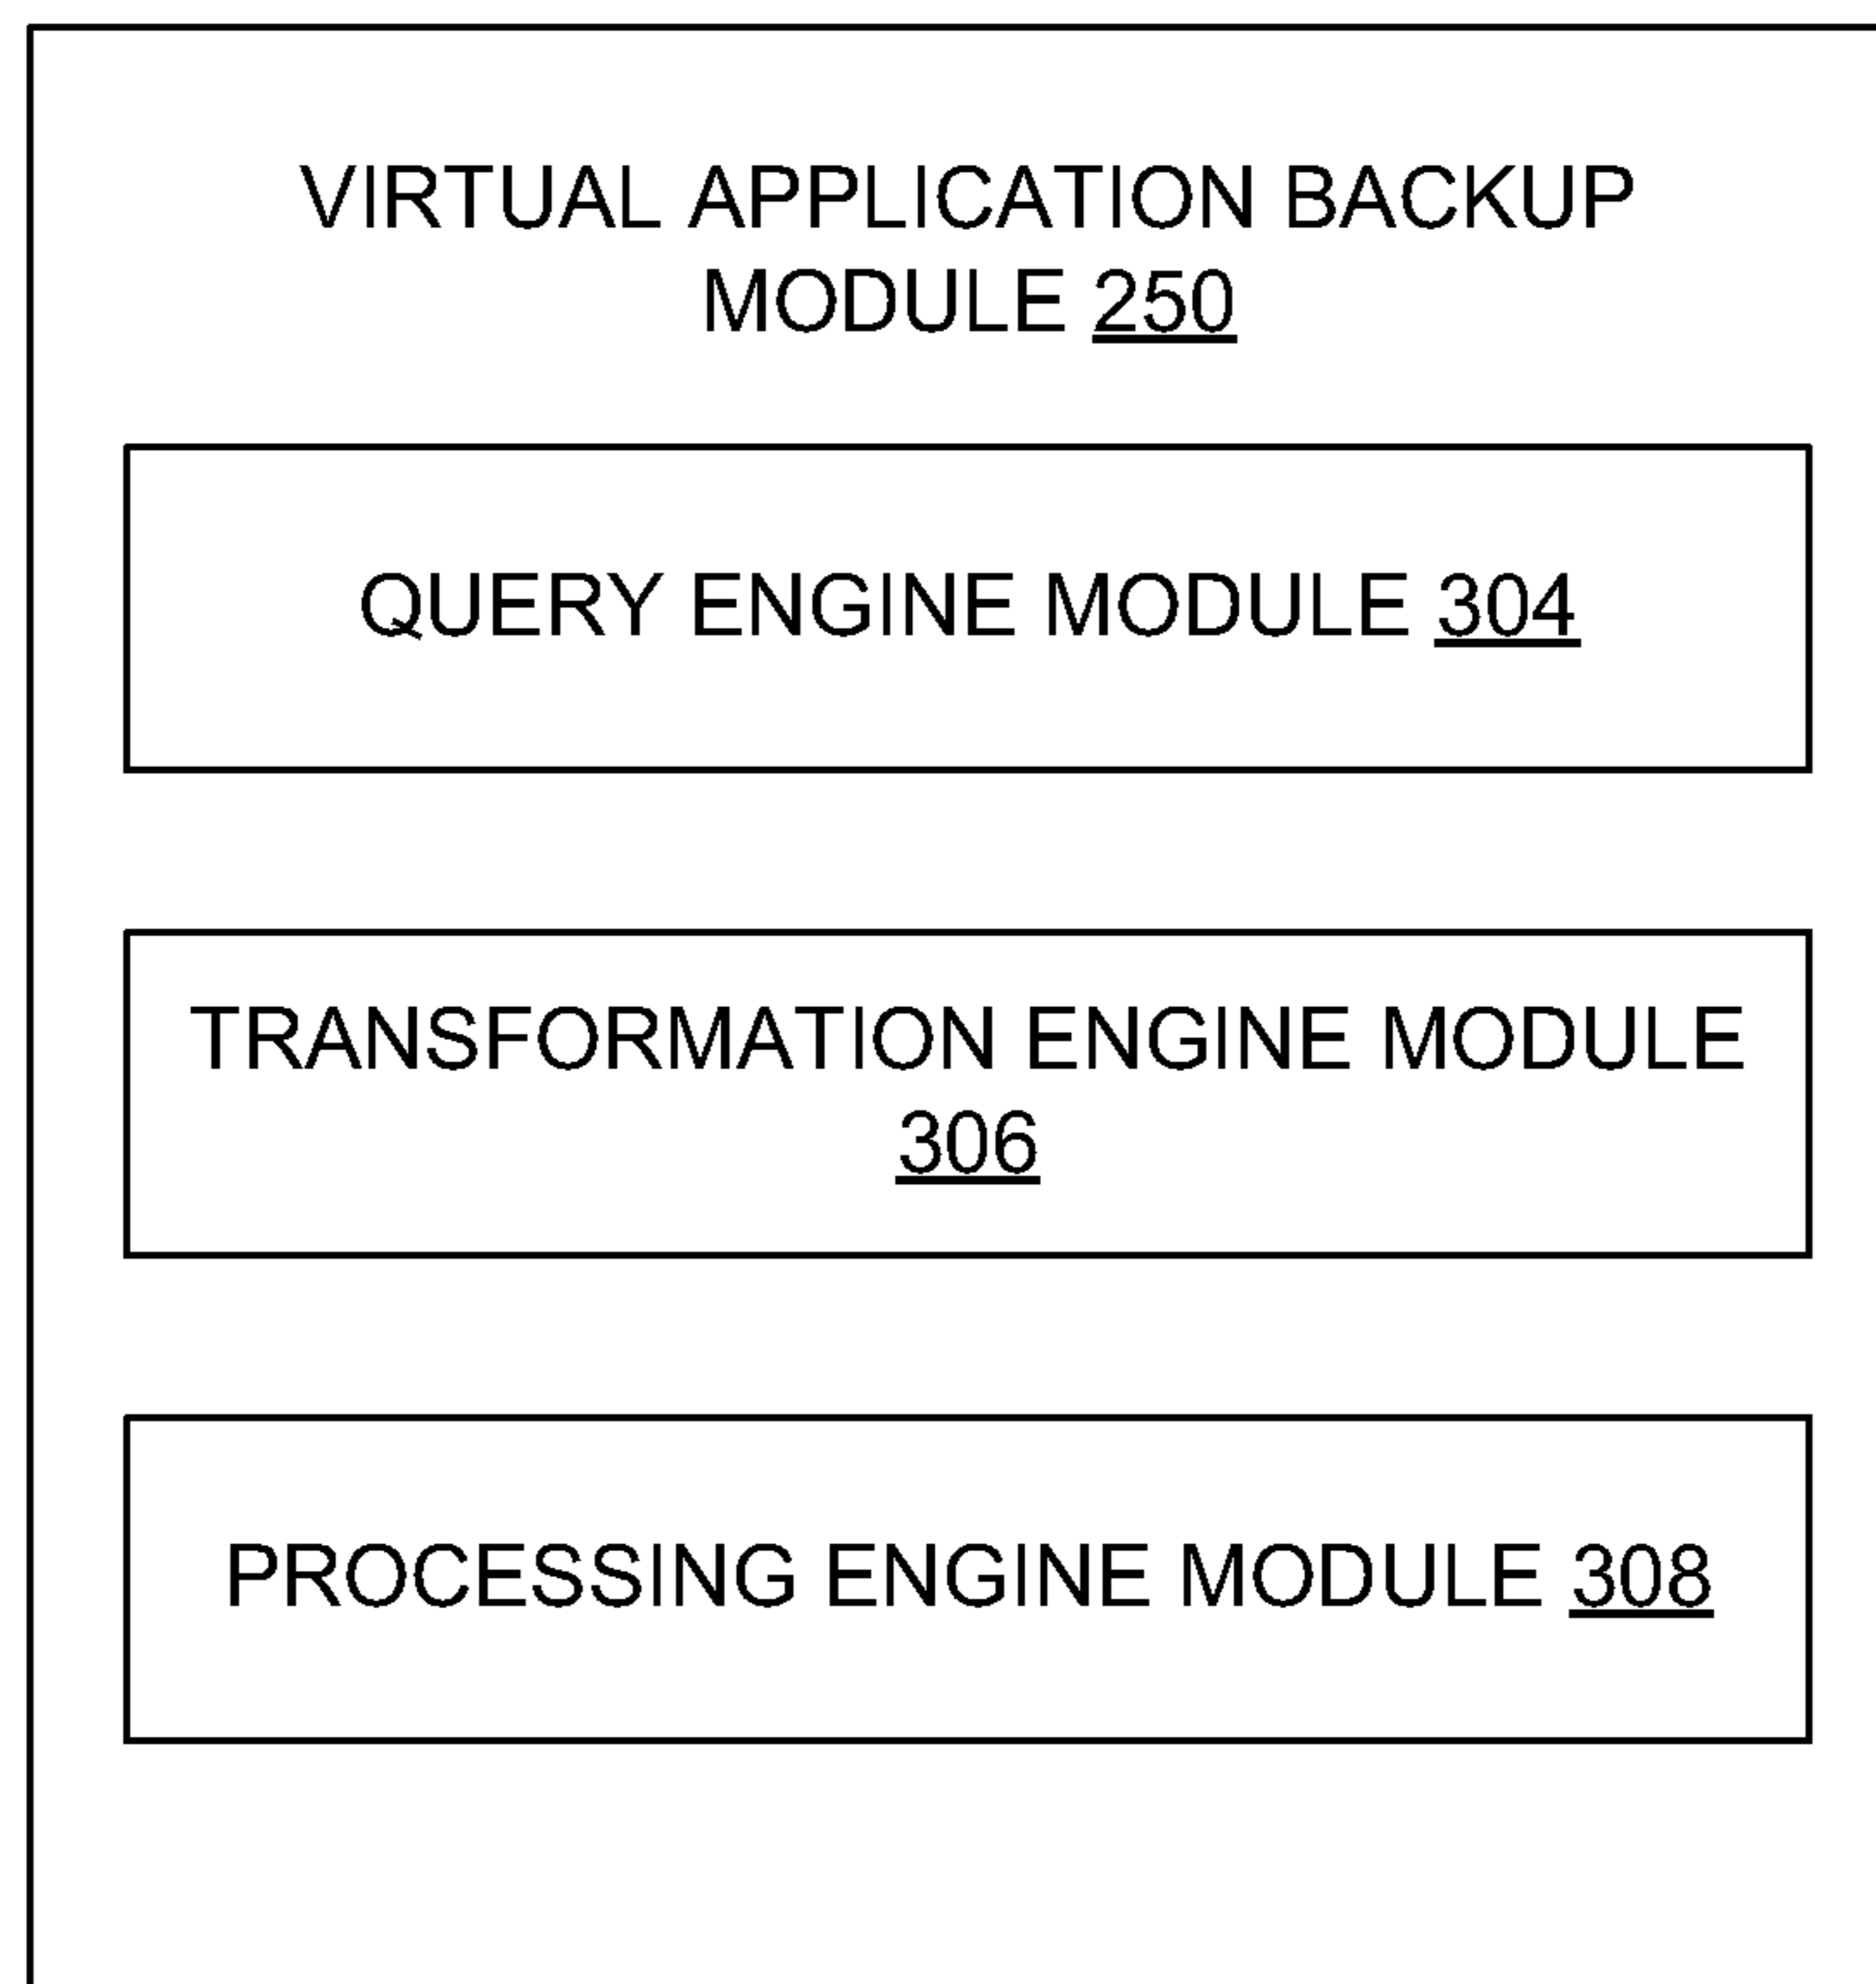 VIRTUAL APPLICATION BACKUP
MODULE 250
QUERY ENGINE MODULE 304
TRANSFORMATION ENGINE MODULE
306
PROCESSING ENGINE MODULE 308